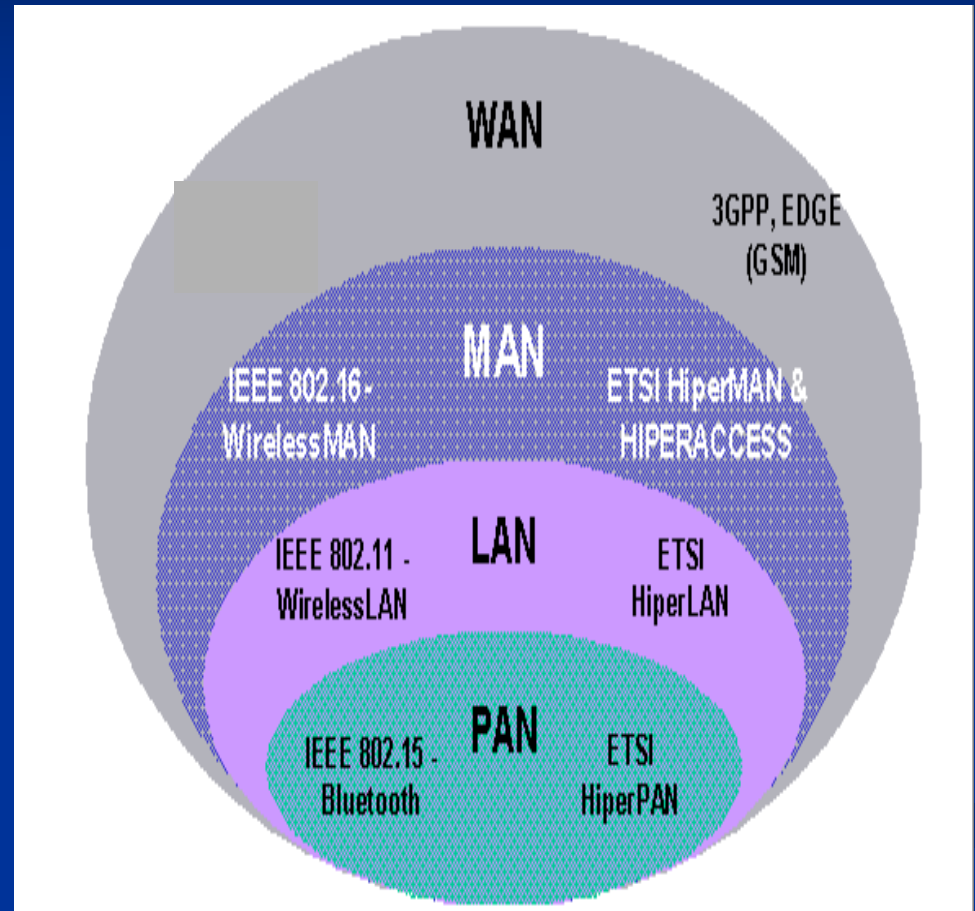 WAN
3GPP, EDGE
(GSM)
MAN
IEEE 802.16 -
WirelessMAN
ETSI HiperMAN &
HIPERACCESS
LAN
IEEE 802.11 -
WirelessLAN
ETSI
HiperLAN
PAN
IEEE 802.15 -
Bluetooth
ETSI
HiperPAN